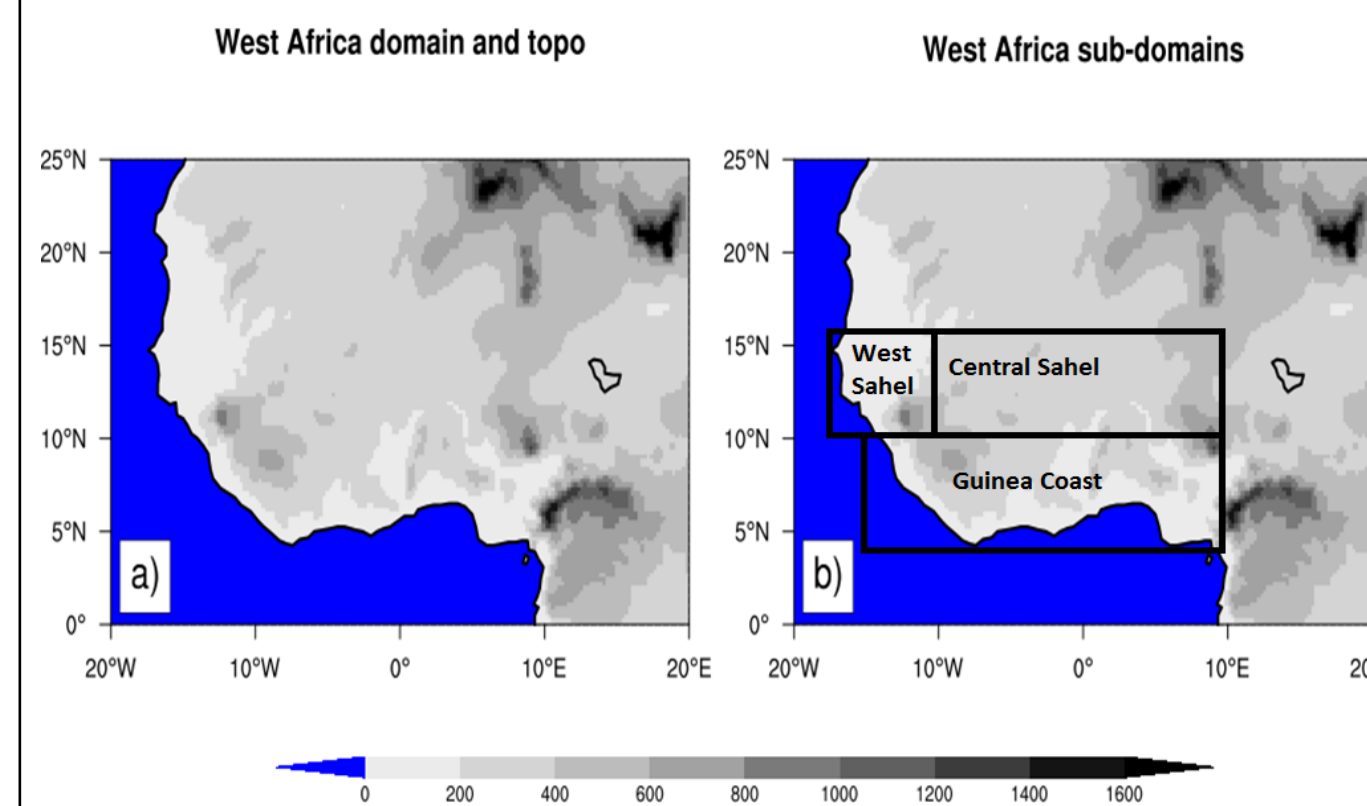 West Africa domain and topo
West Africa sub-domains
25°N
20°N
15°N
10°N
5°N
0°
20°W 10°W 0° 10°E 20°E
a)
25°N
20°N
15°N
10°N
5°N
0°
20°W 10°W 0° 10°E 20
West
Sahel
Central Sahel
Guinea Coast
b)
0 200 400 600 800 1000 1200 1400 1600